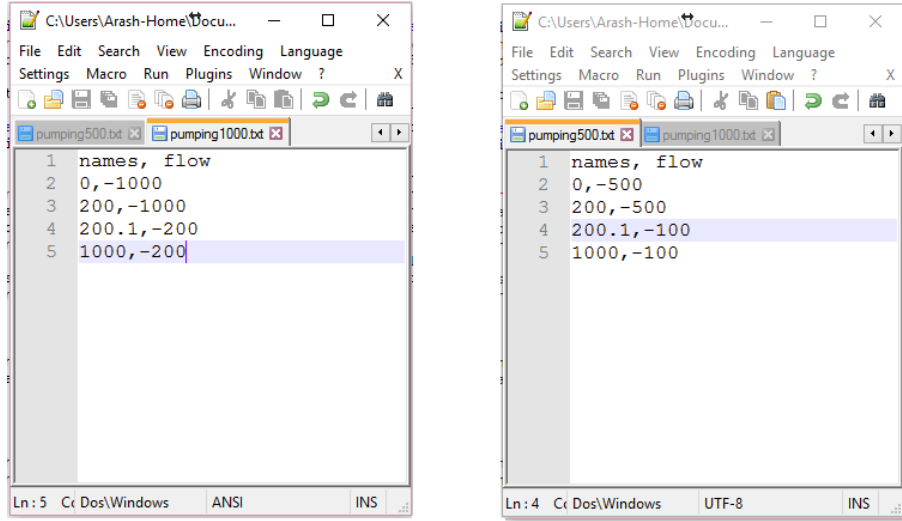 C:\Users\Arash-Home\Docu...
File Edit Search View Encoding Language
Settings Macro Run Plugins Window ? X
pumping500.txt pumping1000.txt
1 names, flow
2 0,-1000
3 200,-1000
4 200.1,-200
5 1000,-200
Ln : 5 Dos\Windows ANSI INS
C:\Users\Arash-Home\Docu...
File Edit Search View Encoding Language
Settings Macro Run Plugins Window ? X
pumping500.txt pumping1000.txt
1 names, flow
2 0,-500
3 200,-500
4 200.1,-100
5 1000,-100
Ln : 4 Dos\Windows UTF-8 INS